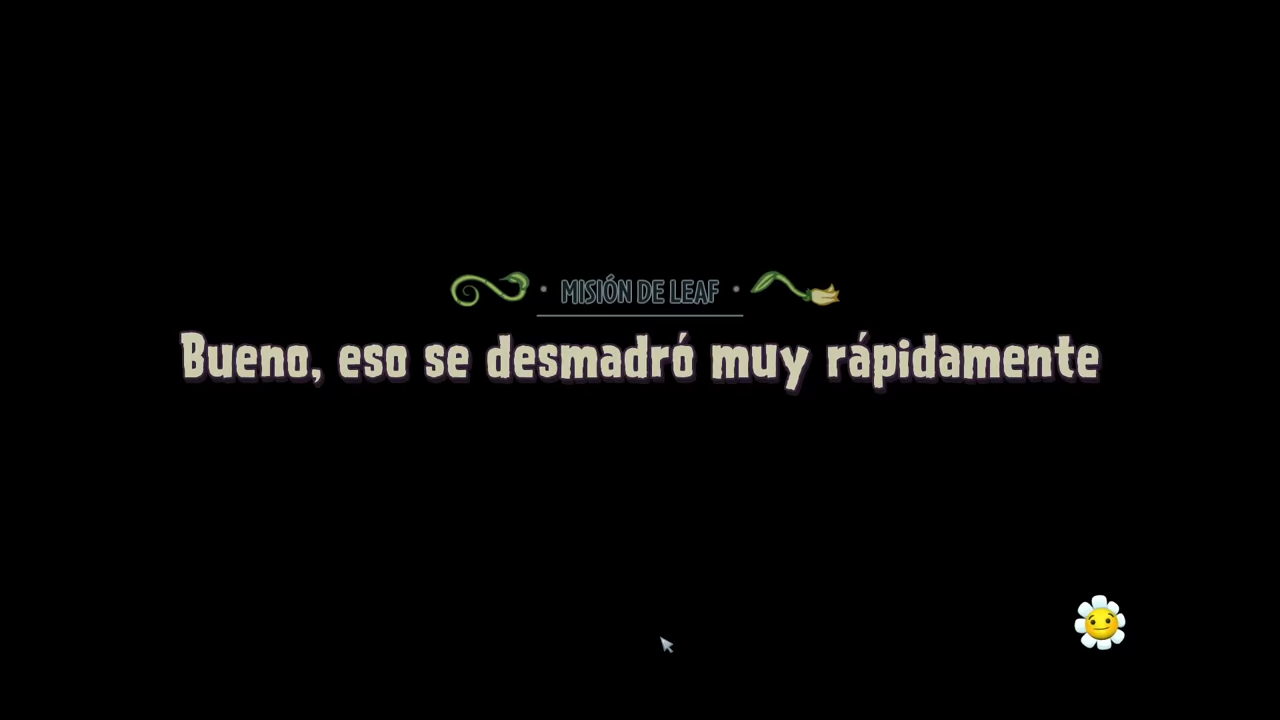 · MISIÓN DE LEAF ·
Bueno, eso se desmadró muy rápidamente